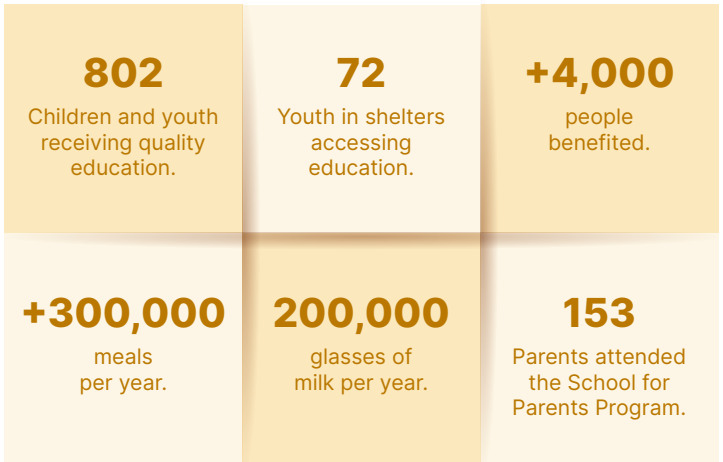 802
Children and youth
receiving quality
education.
72
Youth in shelters
accessing
education.
+4,000
people
benefited.
+300,000
meals
per year.
200,000
glasses of
milk per year.
153
Parents attended
the School for
Parents Program.